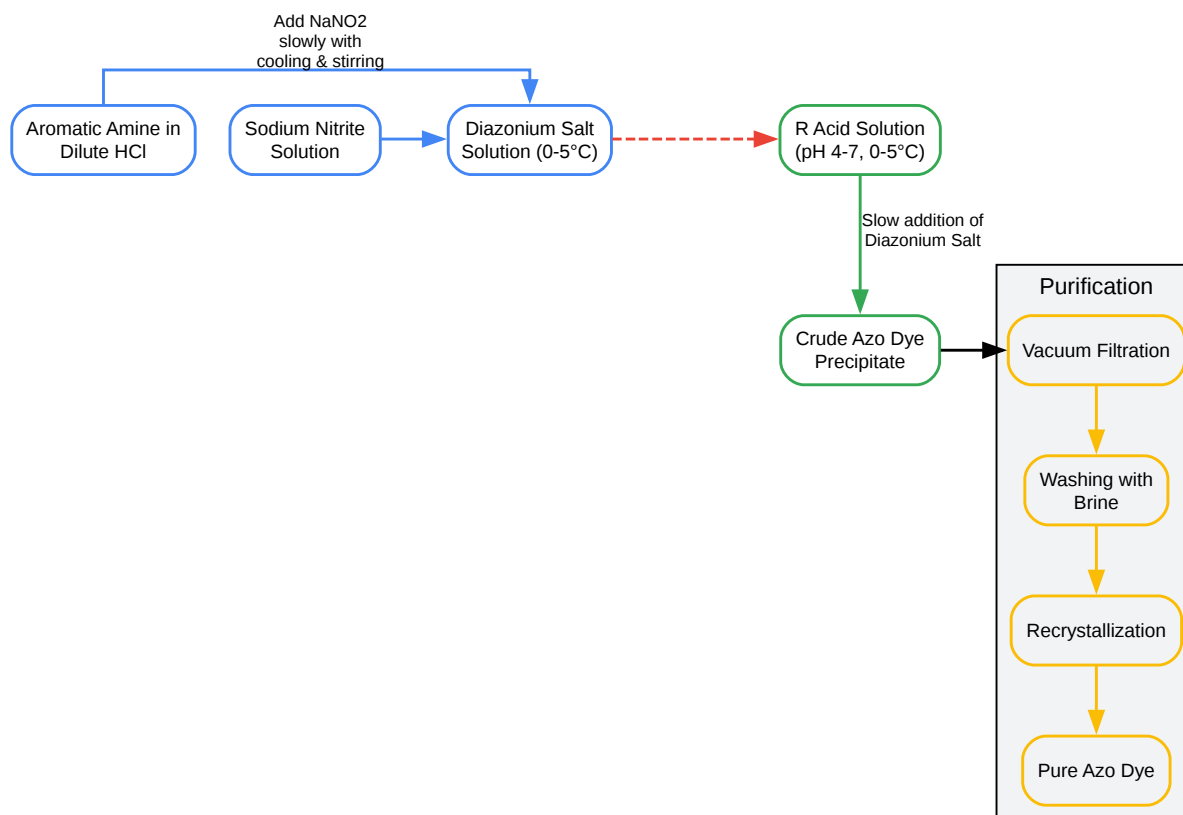 Add NaNO2
slowly with
cooling & stirring
Aromatic Amine in
Dilute HCl
Sodium Nitrite
Solution
Diazonium Salt
Solution (0-5°C)
R Acid Solution
(pH 4-7, 0-5°C)
Slow addition of
Diazonium Salt
Crude Azo Dye
Precipitate
Purification
Vacuum Filtration
Washing with
Brine
Recrystallization
Pure Azo Dye